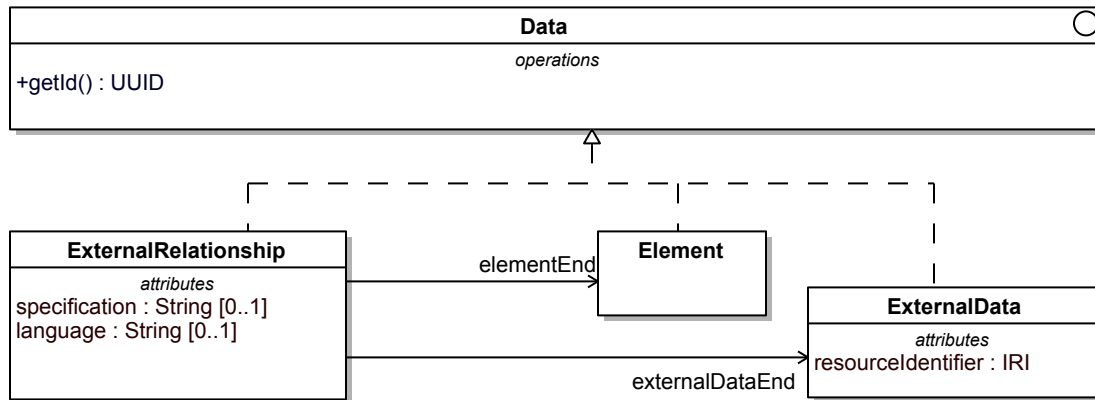 Data
operations
+getId() : UUID
ExternalRelationship
attributes
specification : String [0..1]
language : String [0..1]
elementEnd
Element
externalDataEnd
ExternalData
attributes
resourceIdentifier : IRI